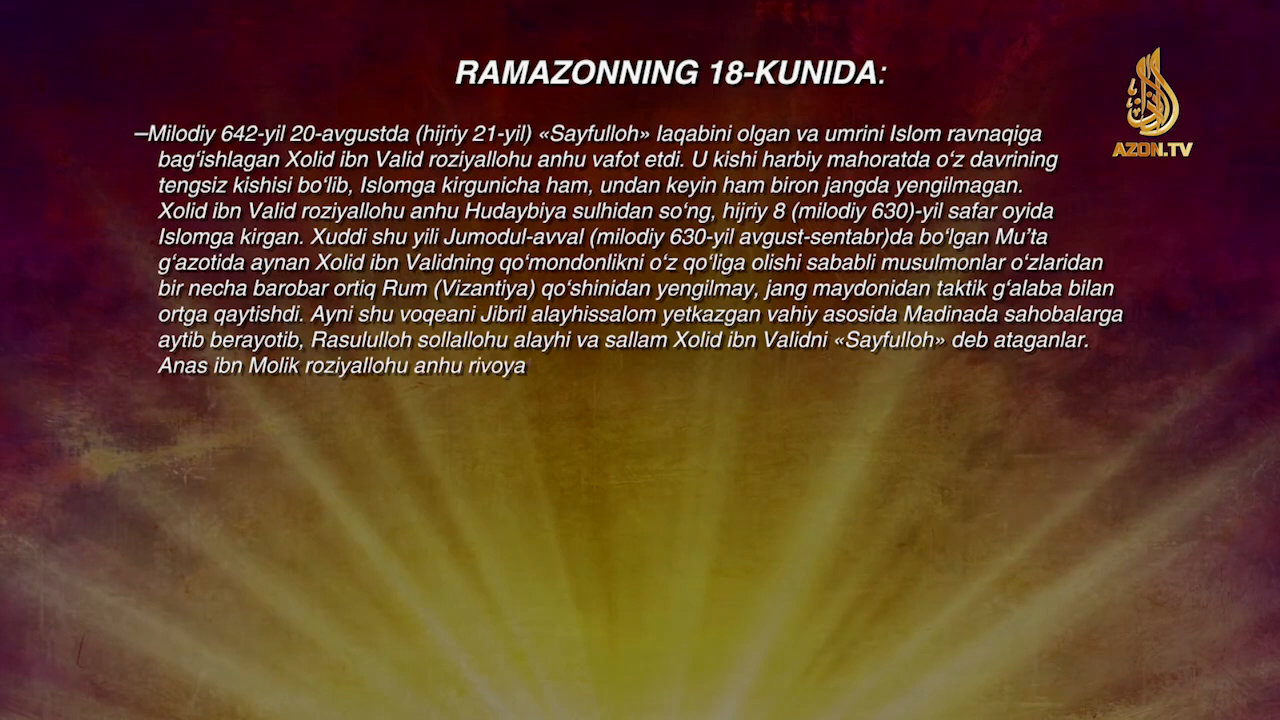 RAMAZONNING 18-KUNIDA:
–Milodiy 642-yil 20-avgustda (hijriy 21-yil) «Sayfulloh» laqabini olgan va umrini Islom ravnaqiga
bag‘ishlagan Xolid ibn Valid roziyallohu anhu vafot etdi. U kishi harbiy mahoratda o‘z davrining
tengsiz kishisi bo‘lib, Islomga kirgunicha ham, undan keyin ham biron jangda yengilmagan.
Xolid ibn Valid roziyallohu anhu Hudaybiya sulhidan so‘ng, hijriy 8 (milodiy 630)-yil safar oyida
Islomga kirgan. Xuddi shu yili Jumodul-avval (milodiy 630-yil avgust-sentabr)da bo‘lgan Mu’ta
g‘azotida aynan Xolid ibn Validning qo‘mondonlikni o‘z qo‘liga olishi sababli musulmonlar o‘zlaridan
bir necha barobar ortiq Rum (Vizantiya) qo‘shinidan yengilmay, jang maydonidan taktik g‘alaba bilan
ortga qaytishdi. Ayni shu voqeani Jibril alayhissalom yetkazgan vahiy asosida Madinada sahobalarga
aytib berayotib, Rasululloh sollallohu alayhi va sallam Xolid ibn Validni «Sayfulloh» deb ataganlar.
Anas ibn Molik roziyallohu anhu rivoya
AZON.TV